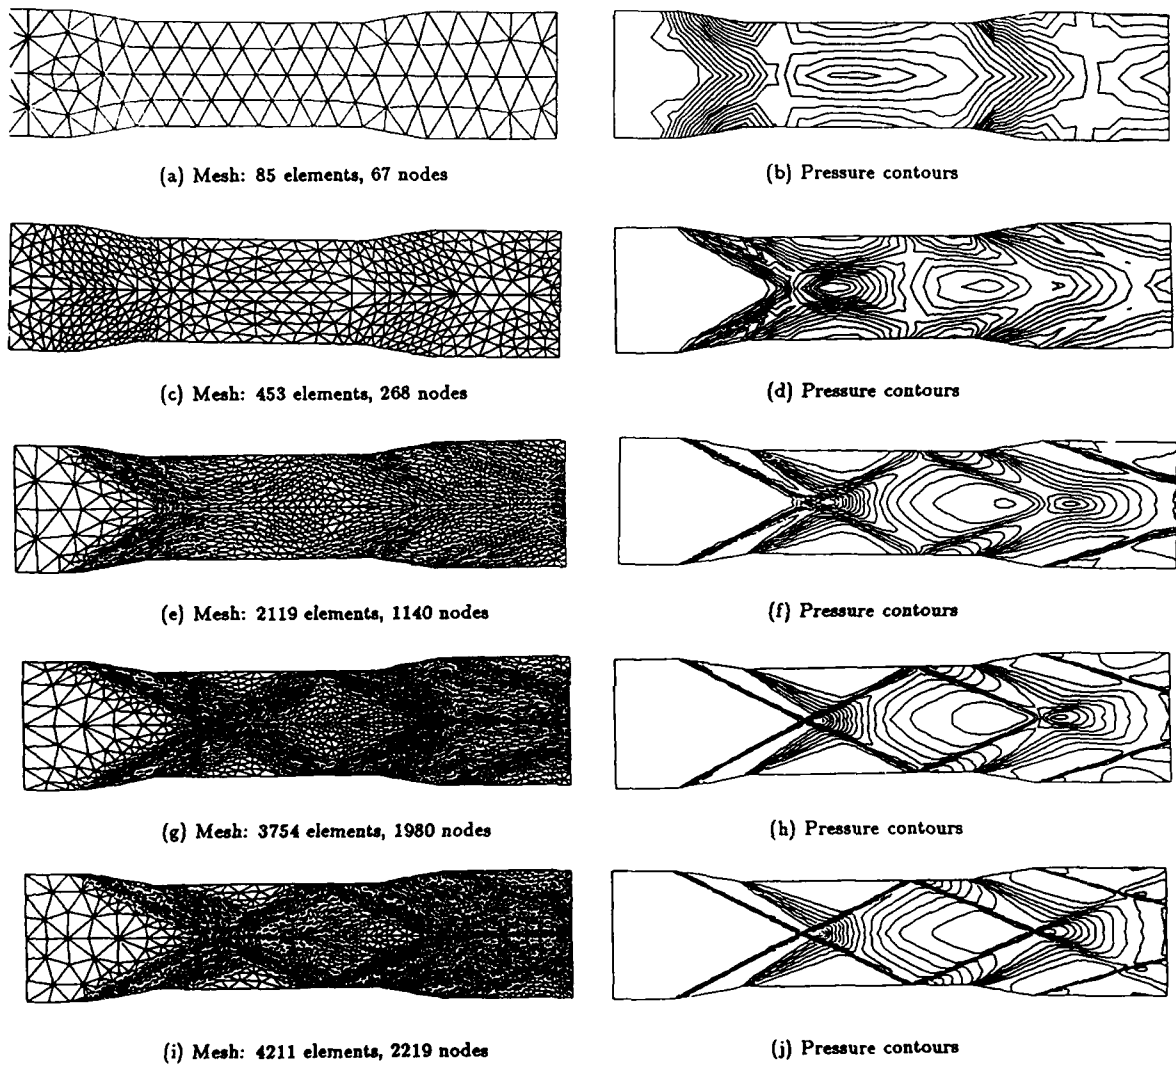 (a) Mesh: 85 elements, 67 nodes
(b) Pressure contours
(c) Mesh: 453 elements, 268 nodes
(d) Pressure contours
(e) Mesh: 2119 elements, 1140 nodes
(f) Pressure contours
(g) Mesh: 3754 elements, 1980 nodes
(h) Pressure contours
(i) Mesh: 4211 elements, 2219 nodes
(j) Pressure contours